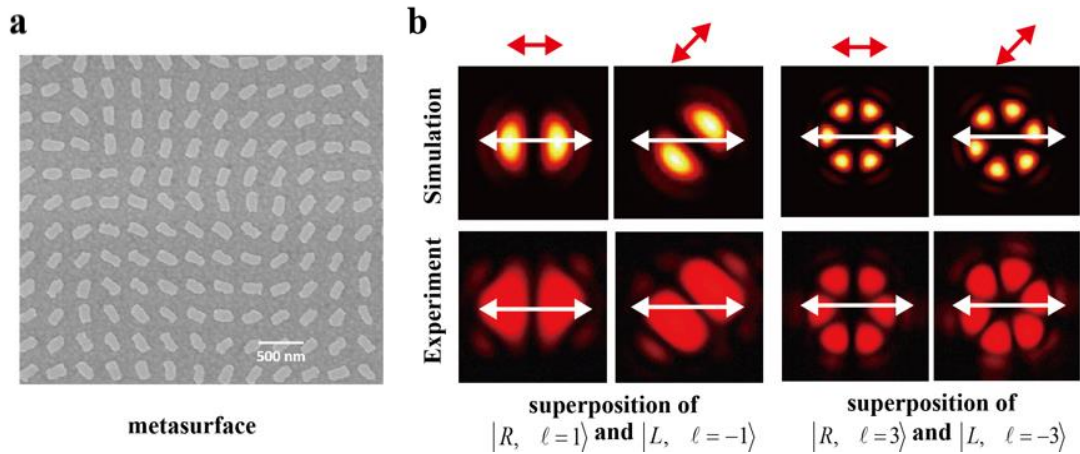 a
500 nm
metasurface
b
Simulation
Experiment
superposition of
|R, ℓ=1⟩ and |L, ℓ=−1⟩
superposition of
|R, ℓ=3⟩ and |L, ℓ=−3⟩